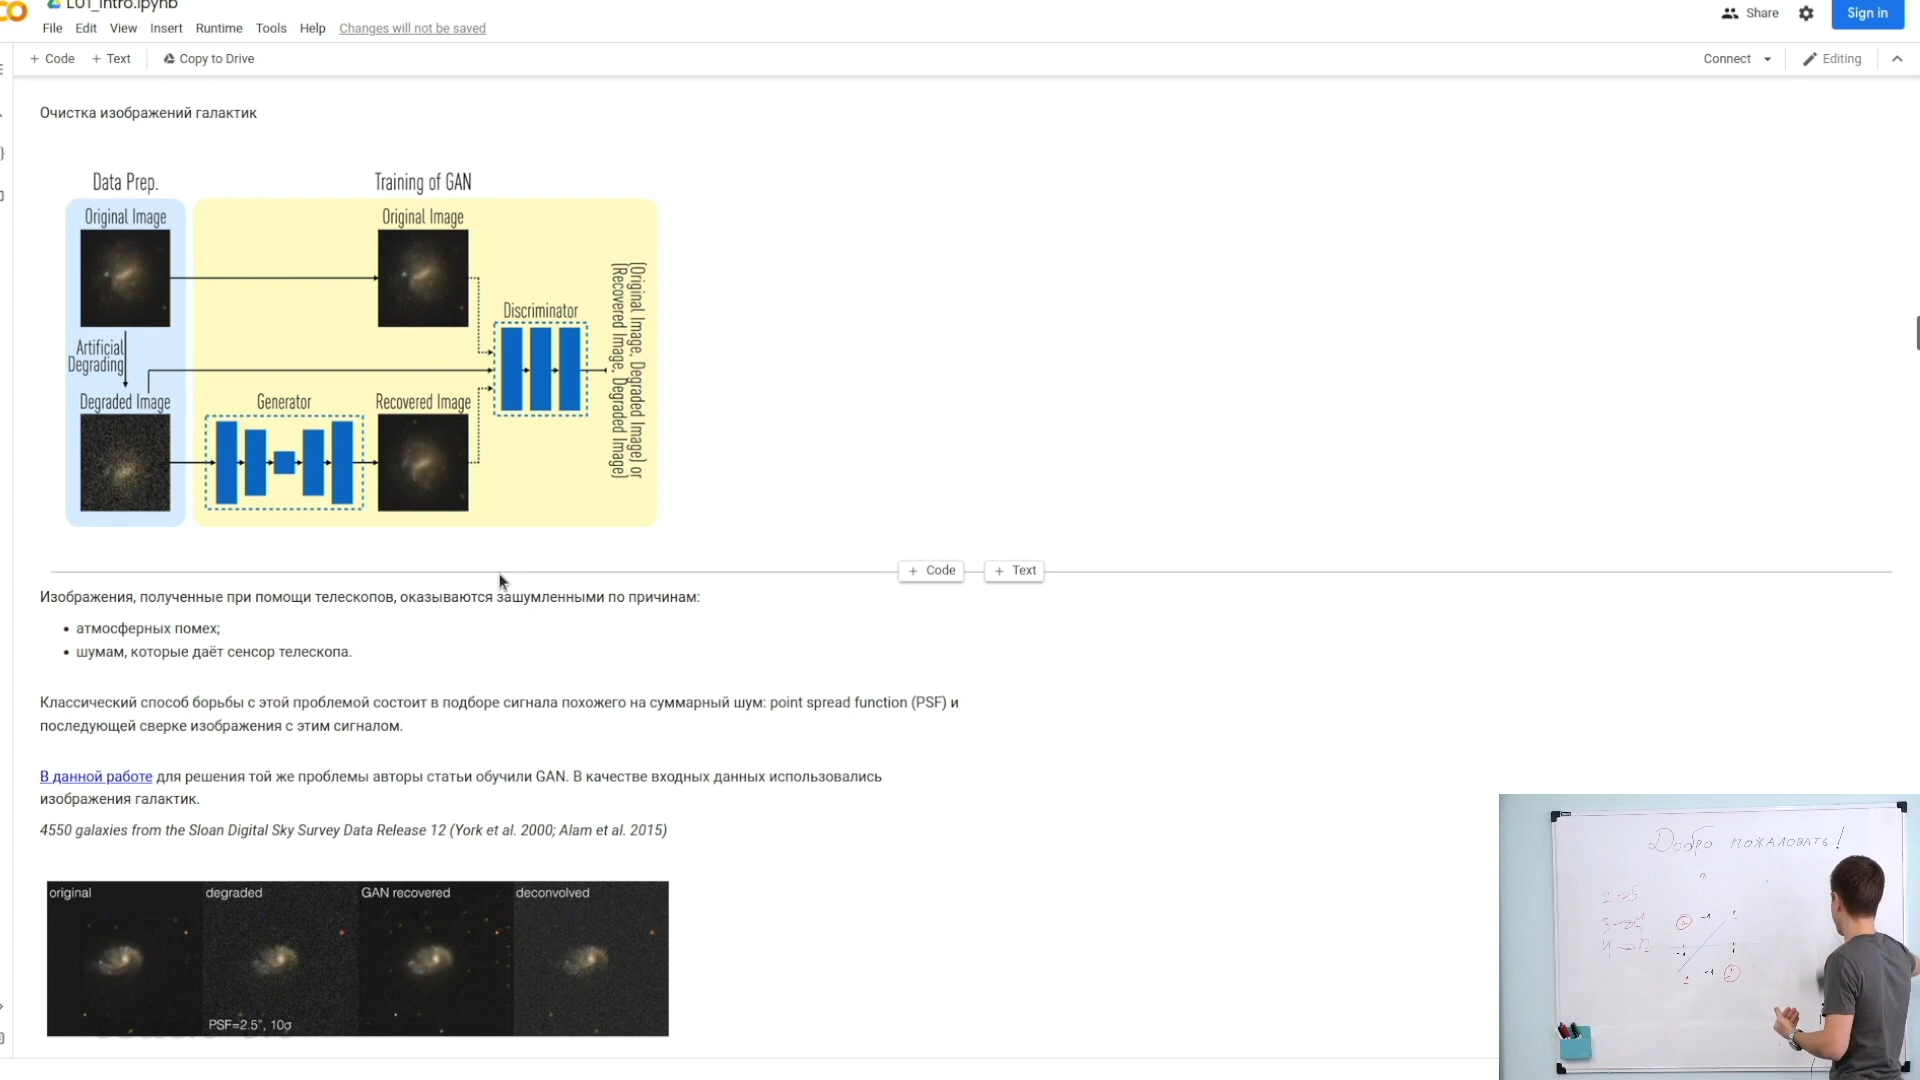 L01_Intro.ipynb
File Edit View Insert Runtime Tools Help Changes will not be saved
Share
Sign in
+ Code + Text Copy to Drive
Connect
Editing
Очистка изображений галактик
Data Prep.
Training of GAN
Original Image
Original Image
Artificial
Degrading
Discriminator
(Original Image, Degraded Image) or
(Recovered Image, Degraded Image)
Degraded Image
Generator
Recovered Image
+ Code + Text
Изображения, полученные при помощи телескопов, оказываются зашумленными по причинам:
• атмосферных помех;
• шумам, которые даёт сенсор телескопа.
Классический способ борьбы с этой проблемой состоит в подборе сигнала похожего на суммарный шум: point spread function (PSF) и
последующей сверке изображения с этим сигналом.
В данной работе для решения той же проблемы авторы статьи обучили GAN. В качестве входных данных использовались
изображения галактик.
4550 galaxies from the Sloan Digital Sky Survey Data Release 12 (York et al. 2000; Alam et al. 2015)
original degraded GAN recovered deconvolved
PSF=2.5", 10σ
Добро пожаловать!